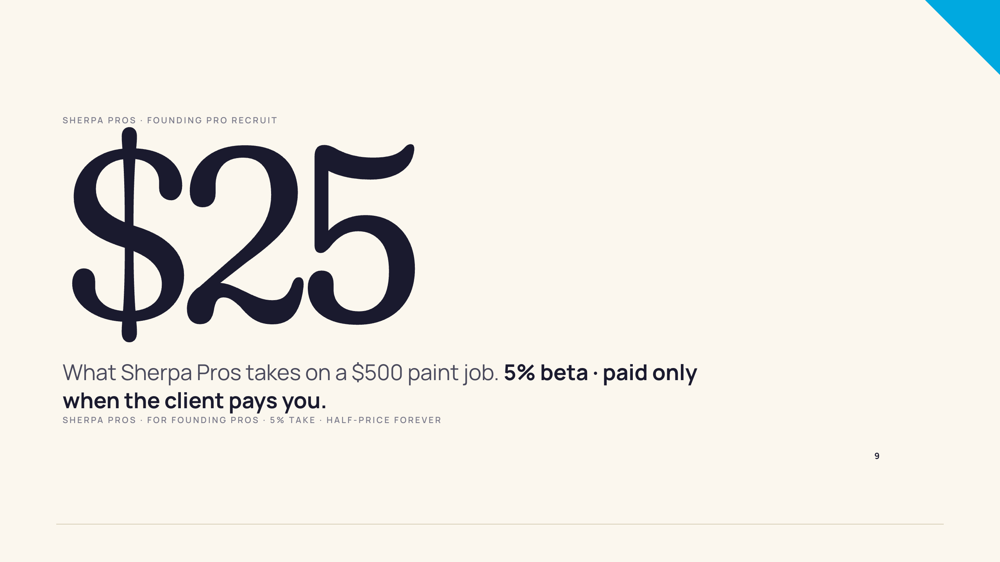 SHERPA PROS · FOUNDING PRO RECRUIT
$25
What Sherpa Pros takes on a $500 paint job. 5% beta · paid only
when the client pays you.
SHERPA PROS · FOR FOUNDING PROS · 5% TAKE · HALF-PRICE FOREVER
9